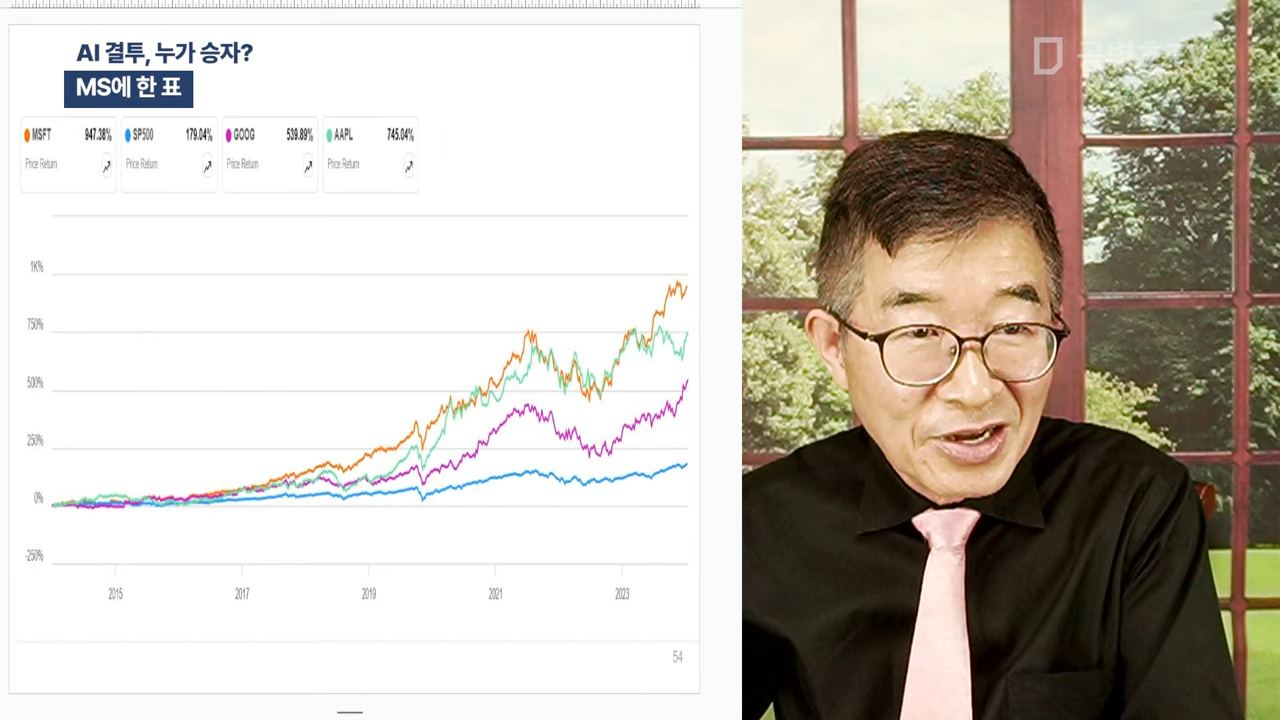 AI 결투, 누가 승자?
MS에 한 표
MSFT 947.38%
Price Return
SP500 179.04%
Price Return
GOOG 539.89%
Price Return
AAPL 745.04%
Price Return
1K%
750%
500%
250%
0%
-250%
2015 2017 2019 2021 2023
54